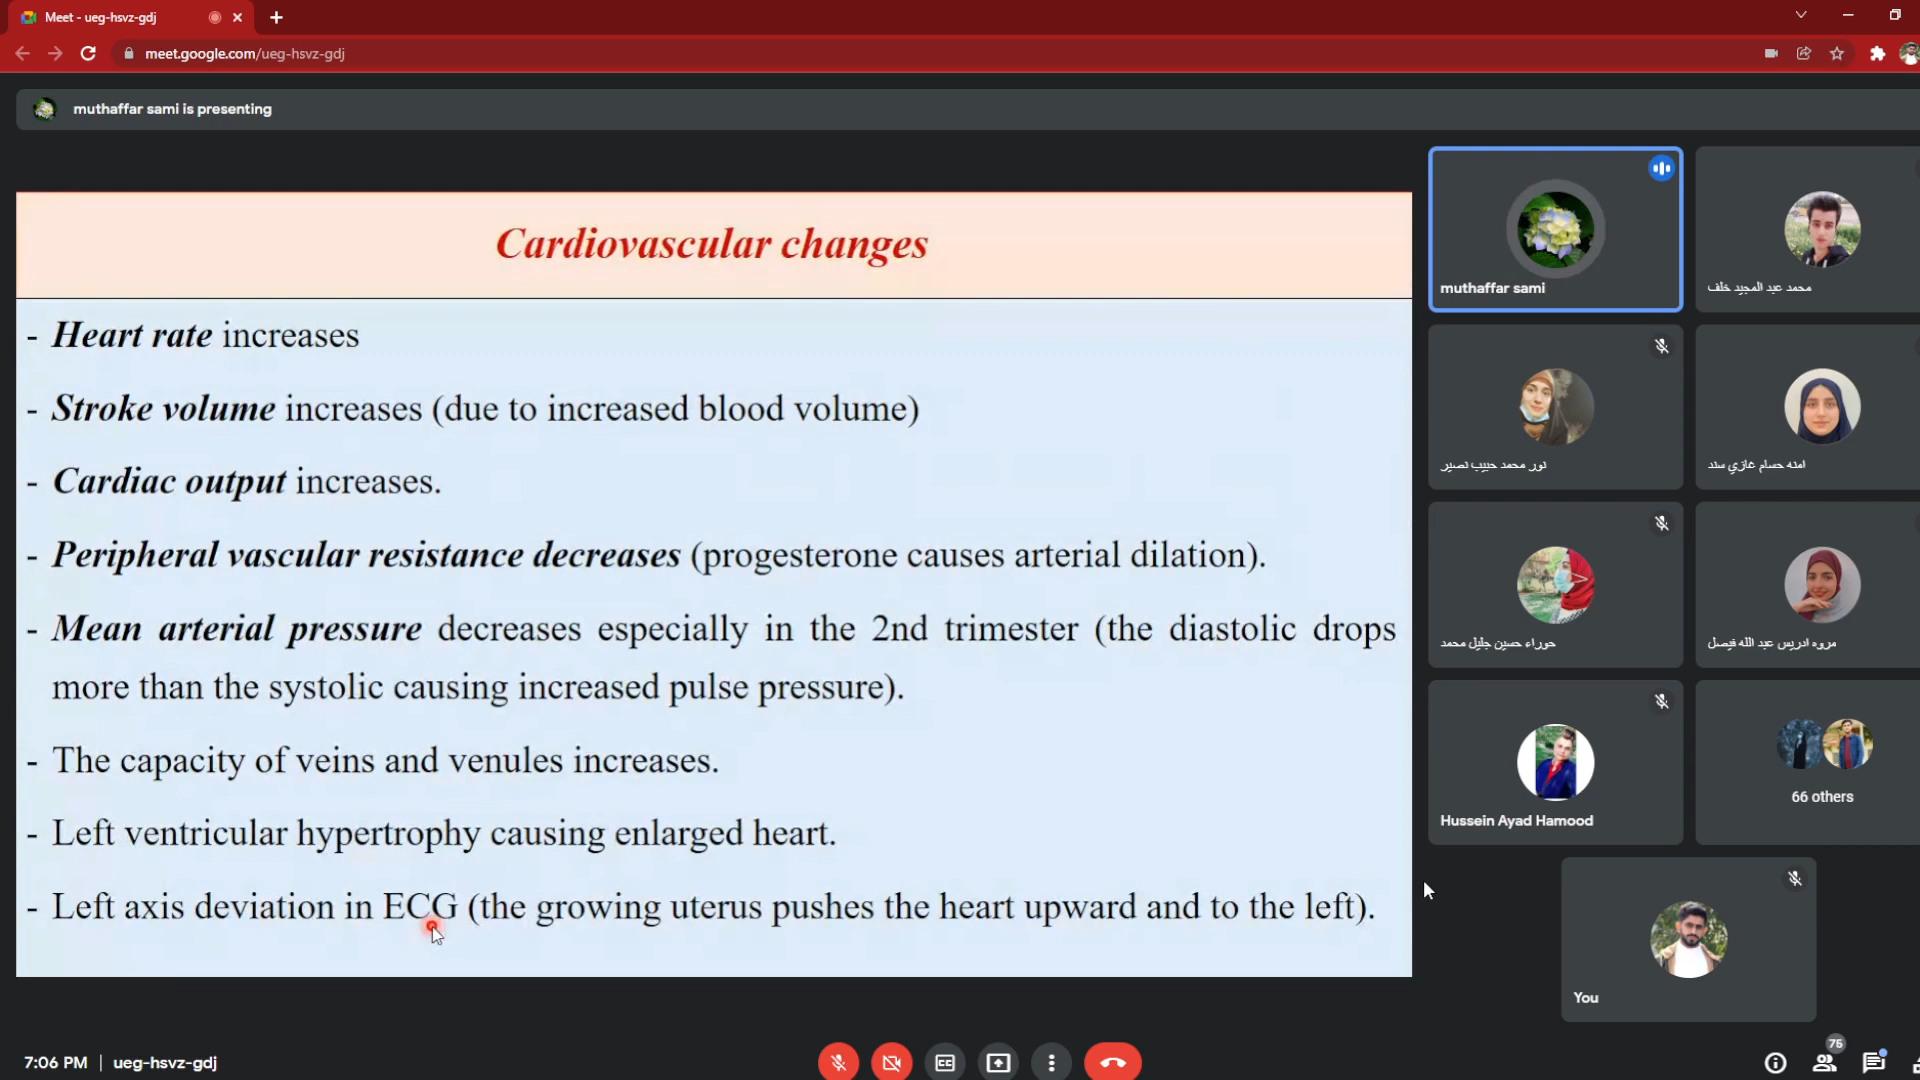 Meet - ueg-hsvz-gdj
meet.google.com/ueg-hsvz-gdj
muthaffar sami is presenting
Cardiovascular changes
- Heart rate increases
- Stroke volume increases (due to increased blood volume)
- Cardiac output increases.
- Peripheral vascular resistance decreases (progesterone causes arterial dilation).
- Mean arterial pressure decreases especially in the 2nd trimester (the diastolic drops
more than the systolic causing increased pulse pressure).
- The capacity of veins and venules increases.
- Left ventricular hypertrophy causing enlarged heart.
- Left axis deviation in ECG (the growing uterus pushes the heart upward and to the left).
muthaffar sami
محمد عبد المجيد خلف
نور محمد حبيب نصير
امنه حسام غازي سند
حوراء حسين جليل محمد
مروه ادريس عبد الله فيصل
Hussein Ayad Hamood
66 others
You
7:06 PM | ueg-hsvz-gdj
CC
75